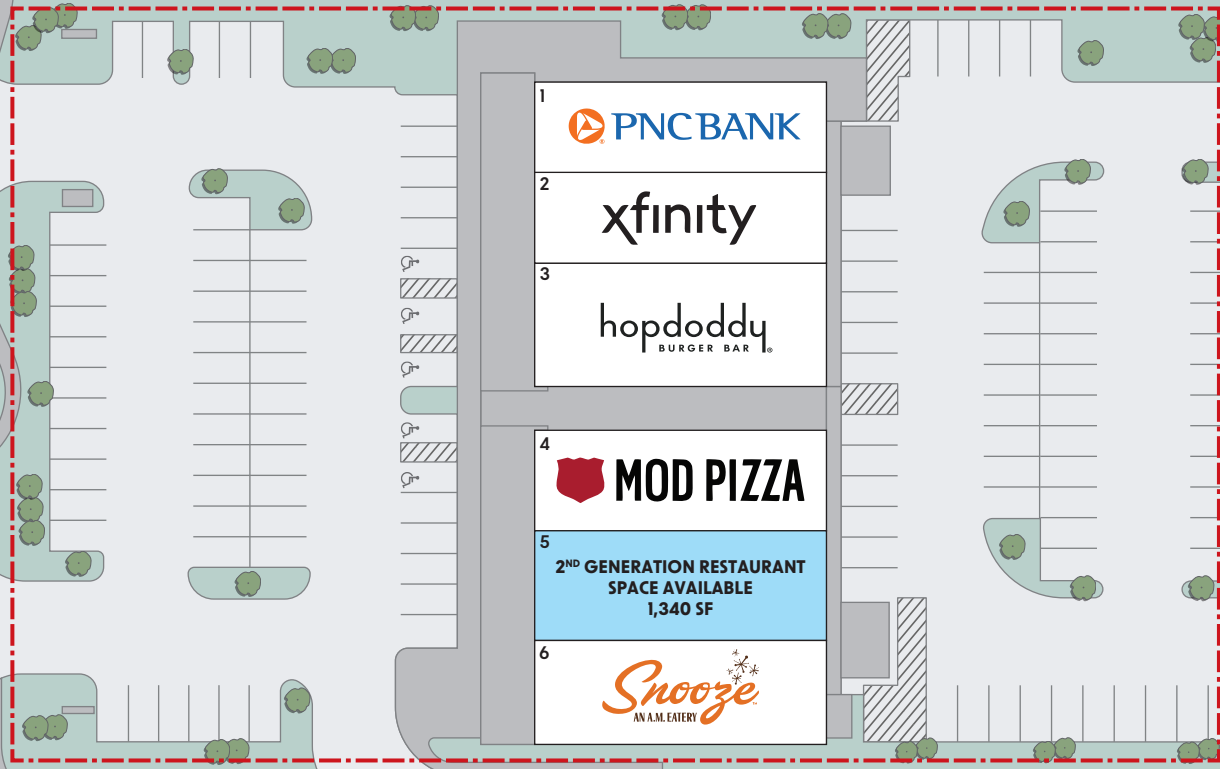 1
PNC BANK
®
2
xfinity
3
hopdoddy
BURGER BAR ®
4
MOD PIZZA
5
2ND GENERATION RESTAURANT
SPACE AVAILABLE
1,340 SF
6
Snooze
AN A.M. EATERY